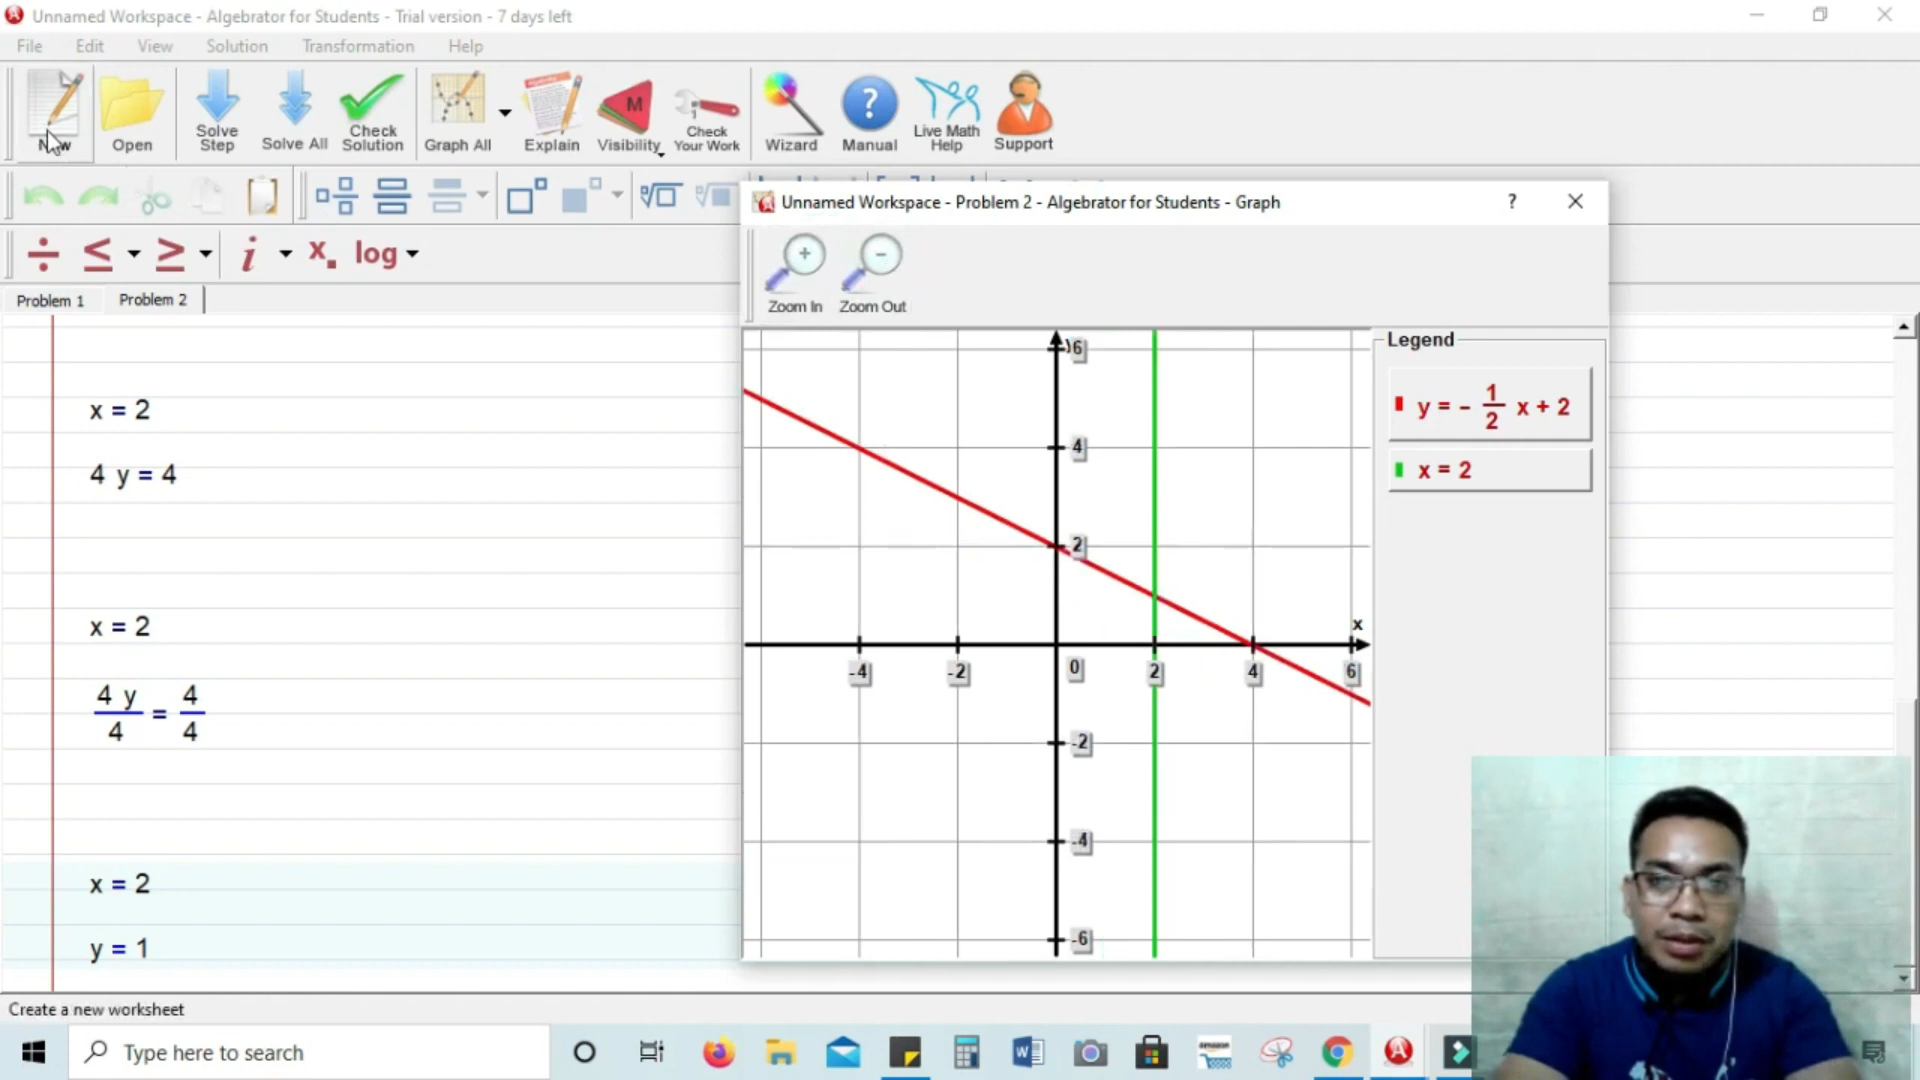 Unnamed Workspace - Algebrator for Students - Trial version - 7 days left
File Edit View Solution Transformation Help
New Open Solve Step Solve All Check Solution Graph All Explain Visibility Check Your Work Wizard Manual Live Math Help Support
÷ ≤ ≥ i x. log
Problem 1 Problem 2
x = 2
4 y = 4
x = 2
4 y / 4 = 4 / 4
x = 2
y = 1
Unnamed Workspace - Problem 2 - Algebrator for Students - Graph
Zoom In Zoom Out
6
4
2
x
-4 -2 0 2 4 6
-2
-4
-6
Legend
y = - 1/2 x + 2
x = 2
Create a new worksheet
Type here to search